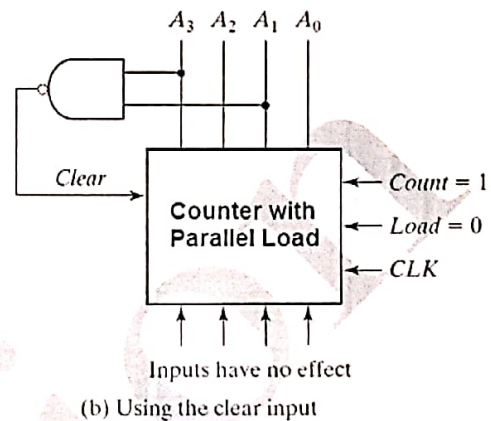 A3 A2 A1 A0
Clear
Counter with
Parallel Load
Count = 1
Load = 0
CLK
Inputs have no effect
(b) Using the clear input